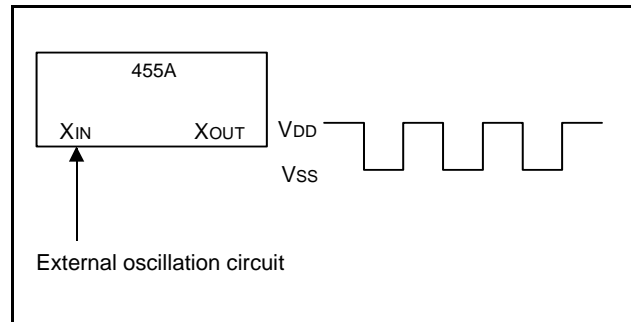 455A
XIN XOUT
VDD
VSS
External oscillation circuit